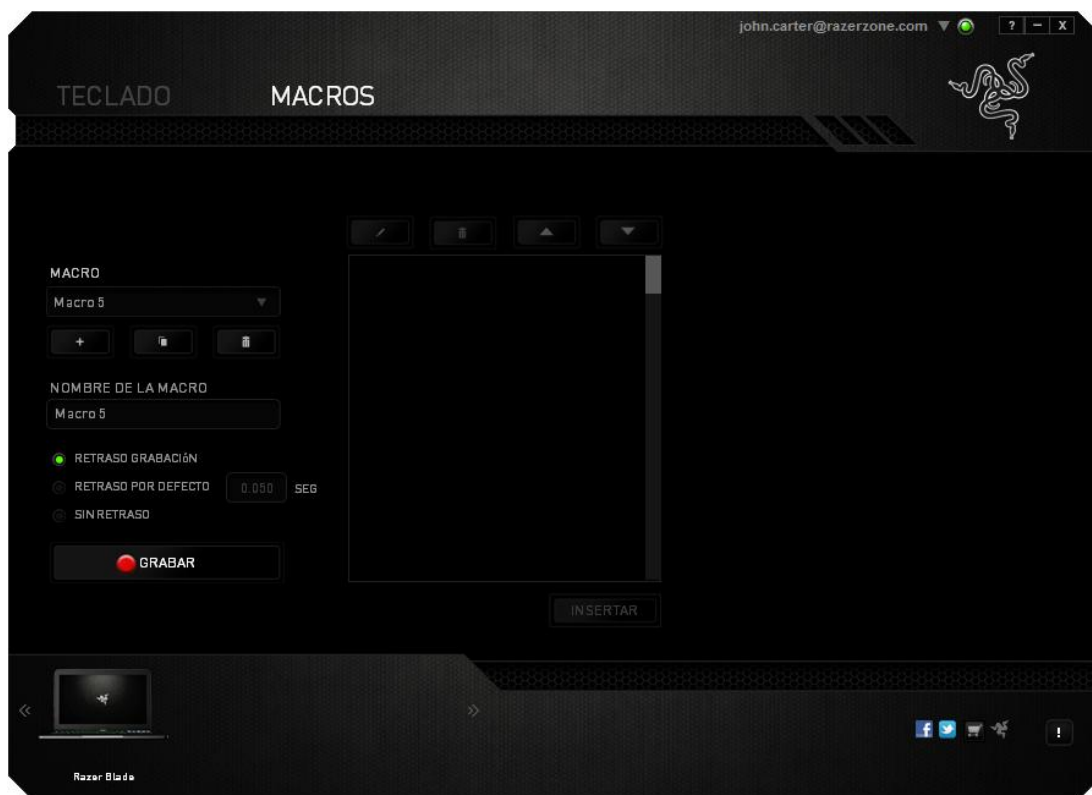 john.carter@razerzone.com
? – X
TECLADO MACROS
MACRO
Macro 5
NOMBRE DE LA MACRO
Macro 5
RETRASO GRABACIóN
RETRASO POR DEFECTO 0.050 SEG
SIN RETRASO
GRABAR
INSERTAR
Razer Blade